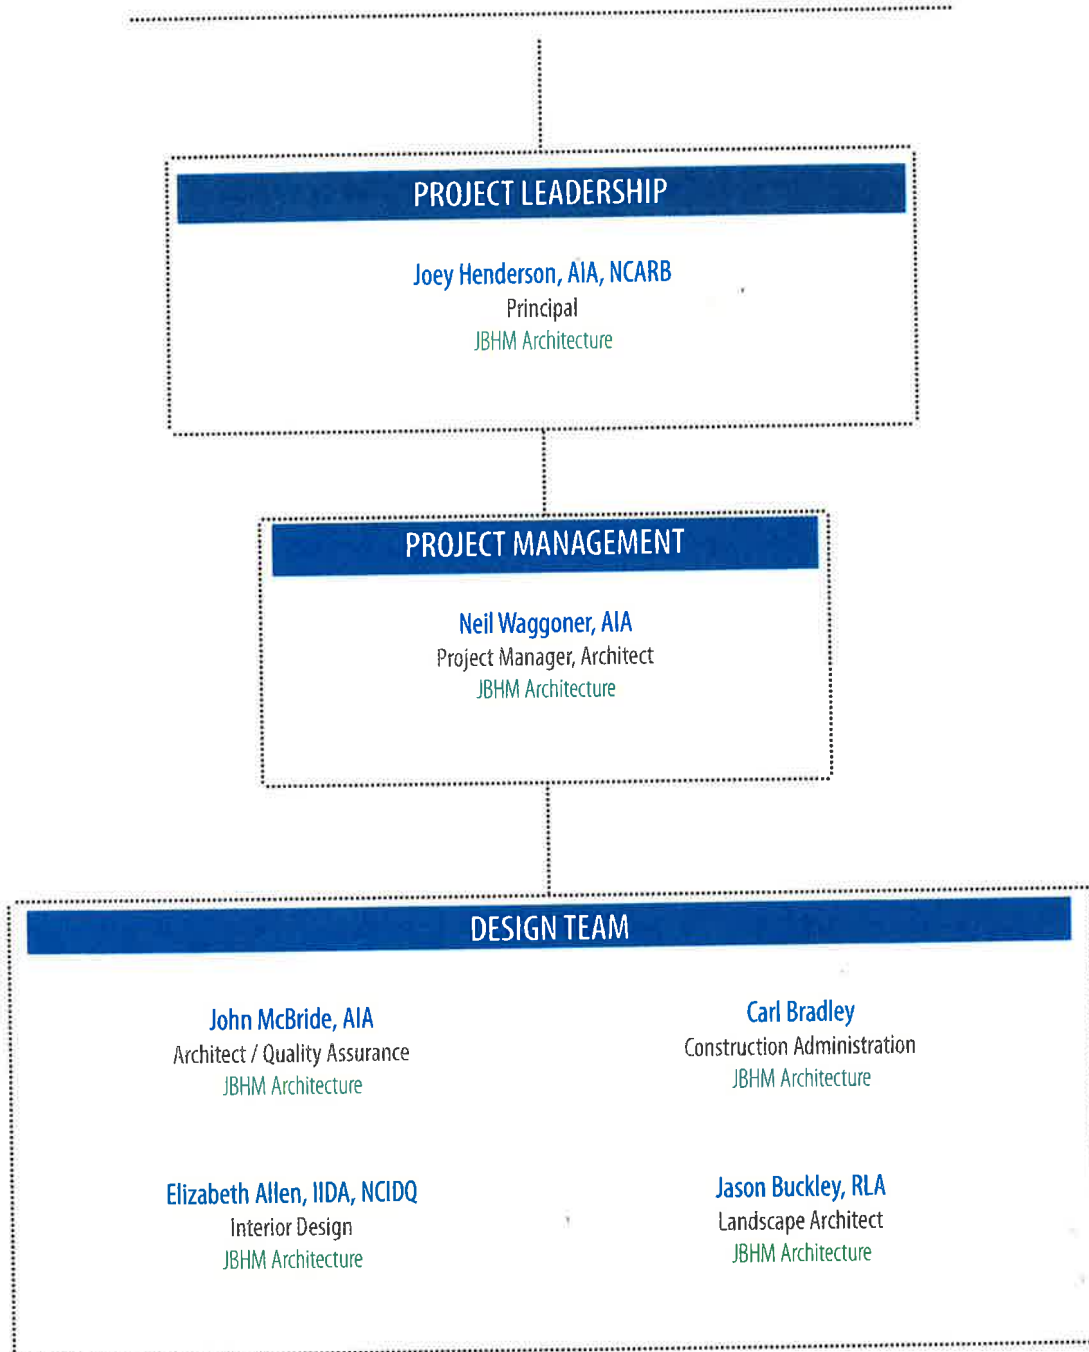 PROJECT LEADERSHIP
Joey Henderson, AIA, NCARB
Principal
JBHM Architecture
PROJECT MANAGEMENT
Neil Waggoner, AIA
Project Manager, Architect
JBHM Architecture
DESIGN TEAM
John McBride, AIA
Architect / Quality Assurance
JBHM Architecture
Carl Bradley
Construction Administration
JBHM Architecture
Elizabeth Allen, IIDA, NCIDQ
Interior Design
JBHM Architecture
Jason Buckley, RLA
Landscape Architect
JBHM Architecture